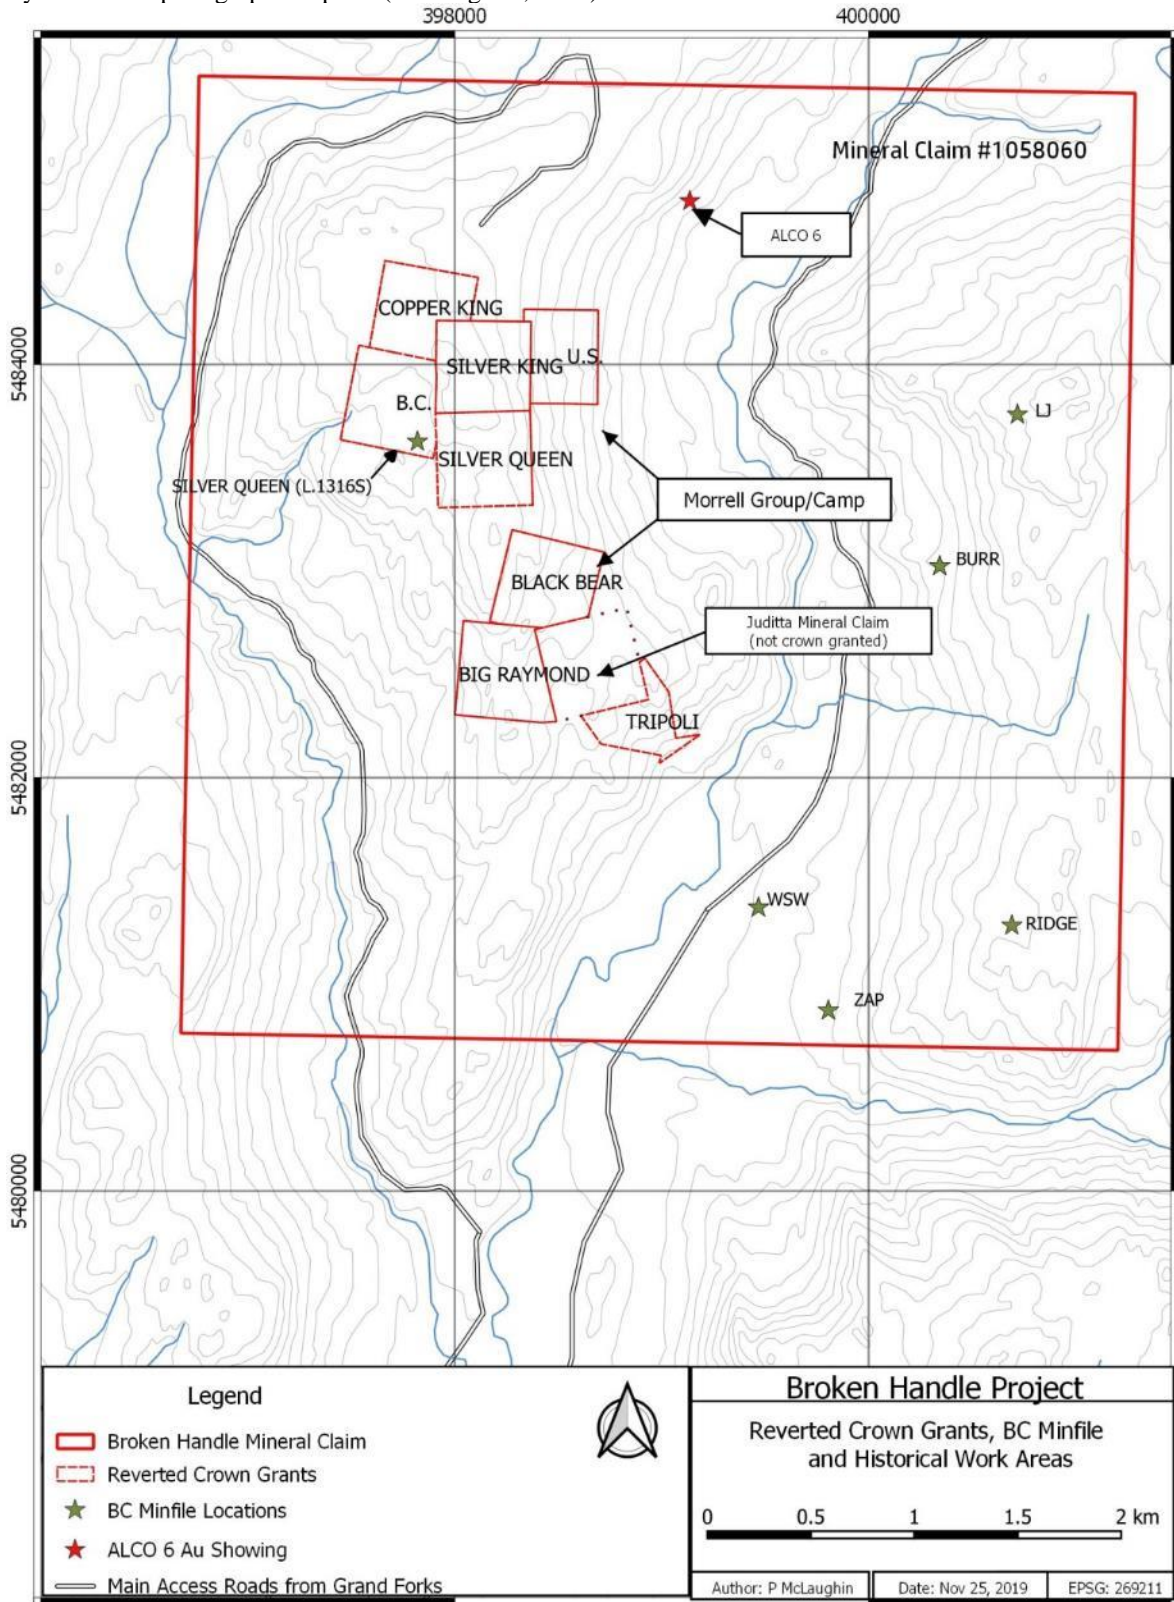 398000
400000
Mineral Claim #1058060
ALCO 6
COPPER KING
5484000
SILVER KING
U.S.
B.C.
LJ
SILVER QUEEN
SILVER QUEEN (L.1316S)
Morrell Group/Camp
BURR
BLACK BEAR
Juditta Mineral Claim
(not crown granted)
BIG RAYMOND
TRIPOLI
5482000
WSW
RIDGE
ZAP
5480000
Legend
Broken Handle Mineral Claim
Reverted Crown Grants
BC Minfile Locations
ALCO 6 Au Showing
Main Access Roads from Grand Forks
Broken Handle Project
Reverted Crown Grants, BC Minfile
and Historical Work Areas
0 0.5 1 1.5 2 km
Author: P McLaughin
Date: Nov 25, 2019
EPSG: 269211